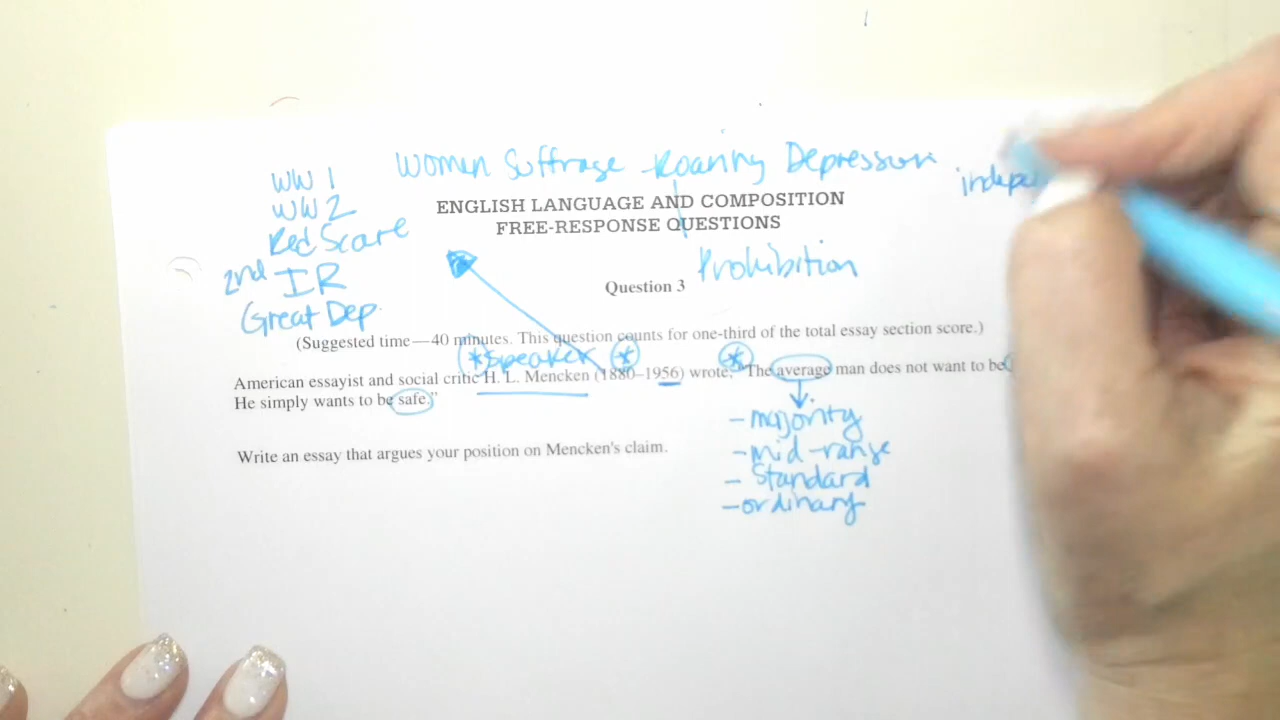 WW 1 Women Suffrage Roaring Depression
WW2
ENGLISH LANGUAGE AND COMPOSITION
FREE-RESPONSE QUESTIONS
Red Scare
2nd IR
Prohibition
Question 3
Great Dep.
(Suggested time—40 minutes. This question counts for one-third of the total essay section score.)
*Speaker * *
American essayist and social critic H. L. Mencken (1880–1956) wrote, "The average man does not want to be
He simply wants to be safe."
- majority
Write an essay that argues your position on Mencken's claim.
- mid-range
- Standard
- ordinary